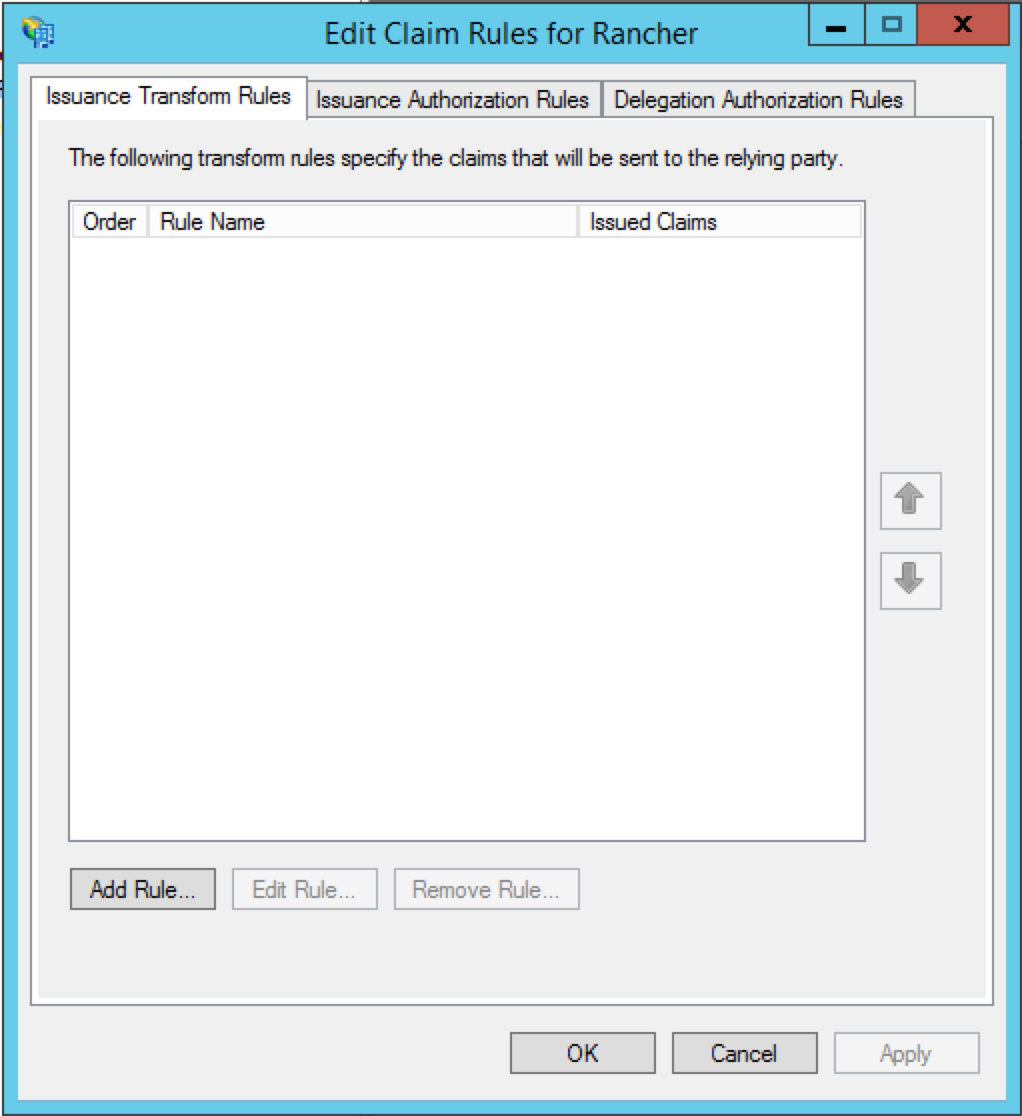 Edit Claim Rules for Rancher
Issuance Transform Rules Issuance Authorization Rules Delegation Authorization Rules
The following transform rules specify the claims that will be sent to the relying party.
Order Rule Name Issued Claims
Add Rule... Edit Rule... Remove Rule...
OK Cancel Apply